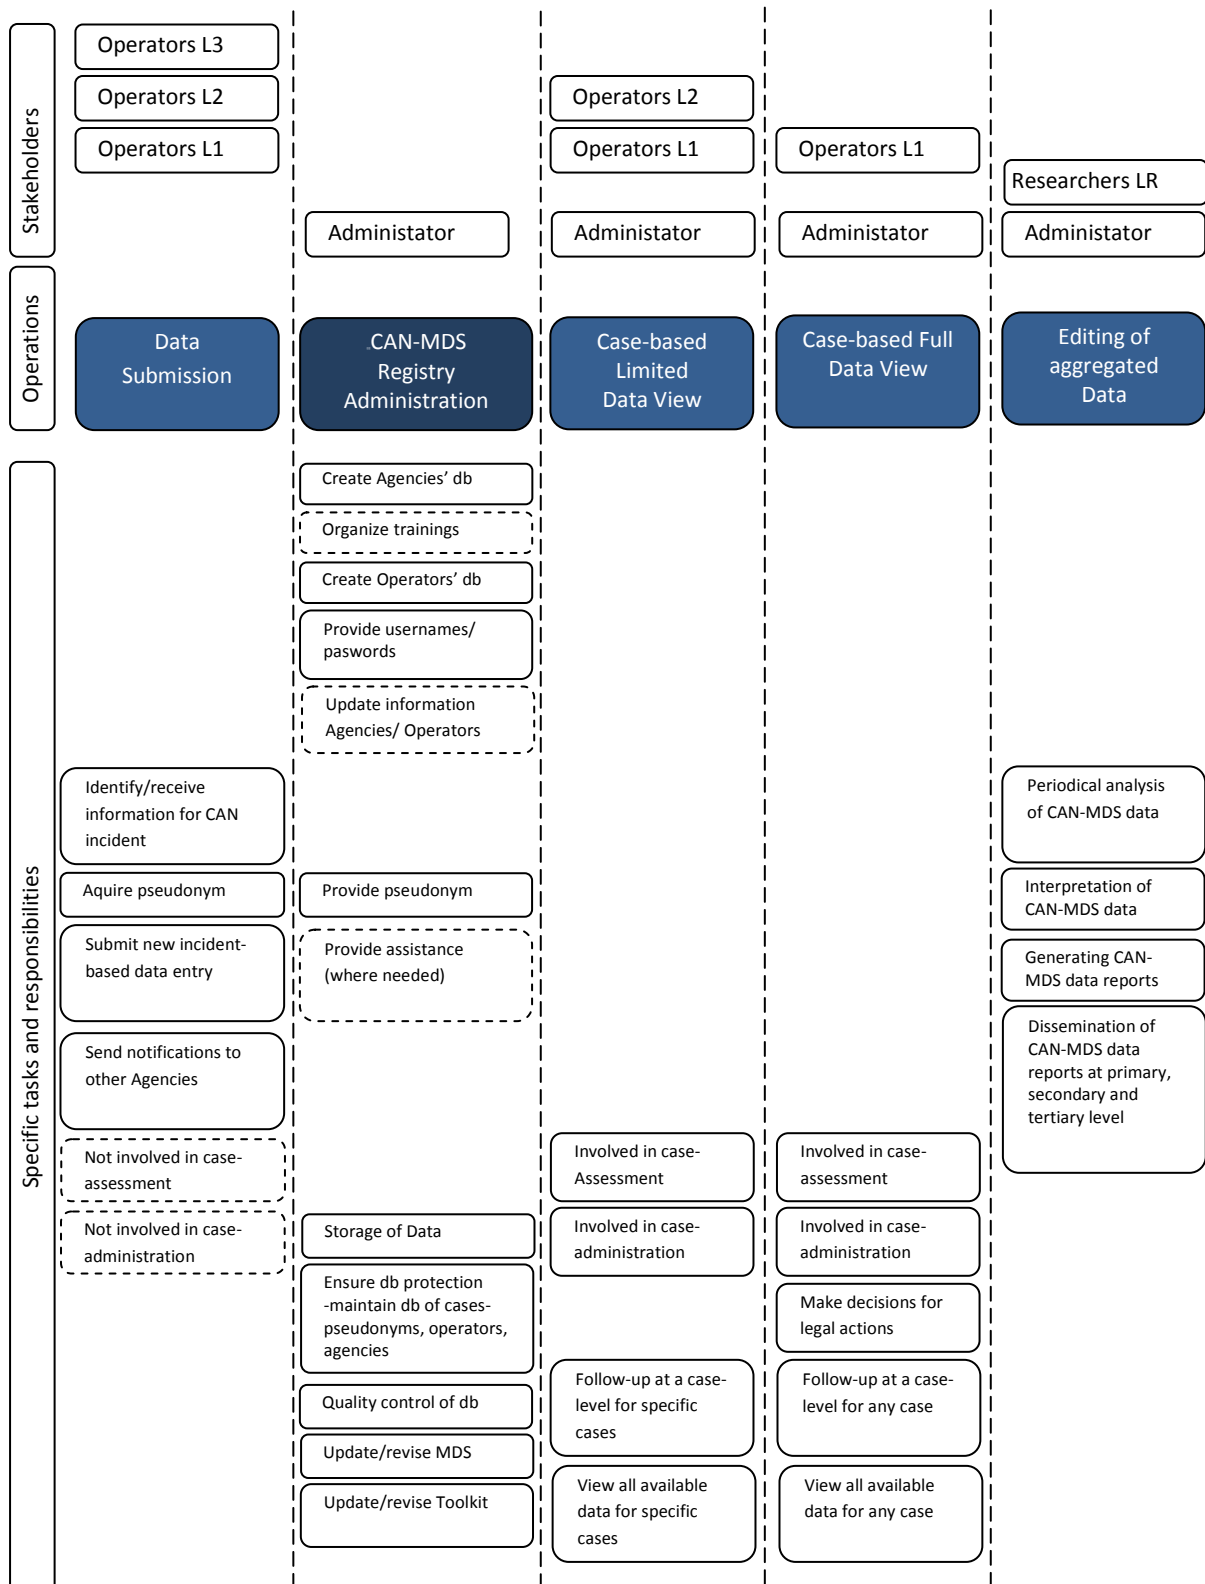 Stakeholders
Operators L3
Operators L2
Operators L1
Administator
Operators L2
Operators L1
Administator
Operators L1
Administator
Researchers LR
Administator
Operations
Data
Submission
CAN-MDS
Registry
Administration
Case-based
Limited
Data View
Case-based Full
Data View
Editing of
aggregated
Data
Specific tasks and responsibilities
Identify/receive
information for CAN
incident
Aquire pseudonym
Submit new incident-
based data entry
Send notifications to
other Agencies
Not involved in case-
assessment
Not involved in case-
administration
Create Agencies’ db
Organize trainings
Create Operators’ db
Provide usernames/
paswords
Update information
Agencies/ Operators
Provide pseudonym
Provide assistance
(where needed)
Storage of Data
Ensure db protection
-maintain db of cases-
pseudonyms, operators,
agencies
Quality control of db
Update/revise MDS
Update/revise Toolkit
Involved in case-
Assessment
Involved in case-
administration
Follow-up at a case-
level for specific
cases
View all available
data for specific
cases
Involved in case-
assessment
Involved in case-
administration
Make decisions for
legal actions
Follow-up at a case-
level for any case
View all available
data for any case
Periodical analysis
of CAN-MDS data
Interpretation of
CAN-MDS data
Generating CAN-
MDS data reports
Dissemination of
CAN-MDS data
reports at primary,
secondary and
tertiary level